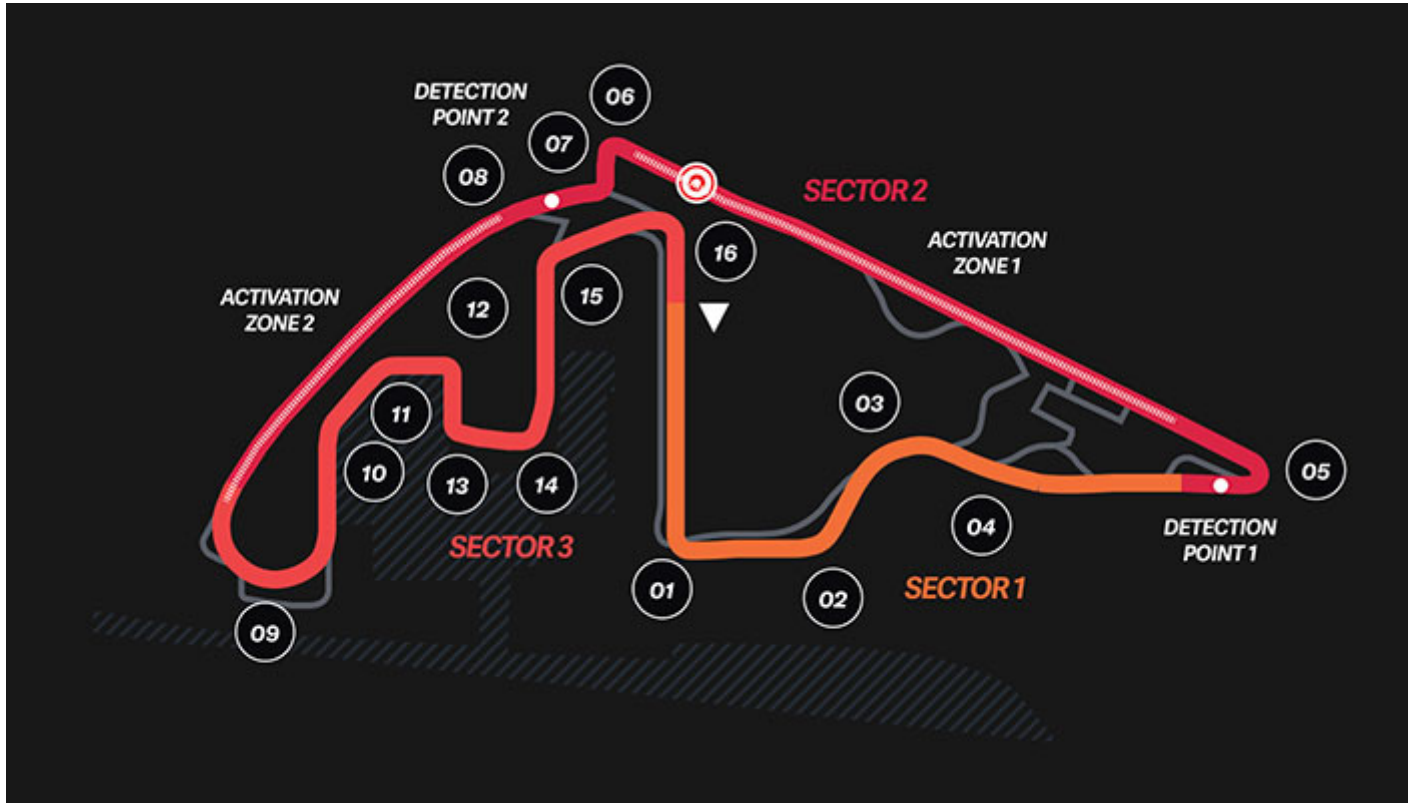 06
DETECTION
POINT 2
07
08
SECTOR 2
ACTIVATION
ZONE 1
16
ACTIVATION
ZONE 2
12
15
03
11
10
13
14
05
04
DETECTION
POINT 1
SECTOR 3
SECTOR 1
01
02
09